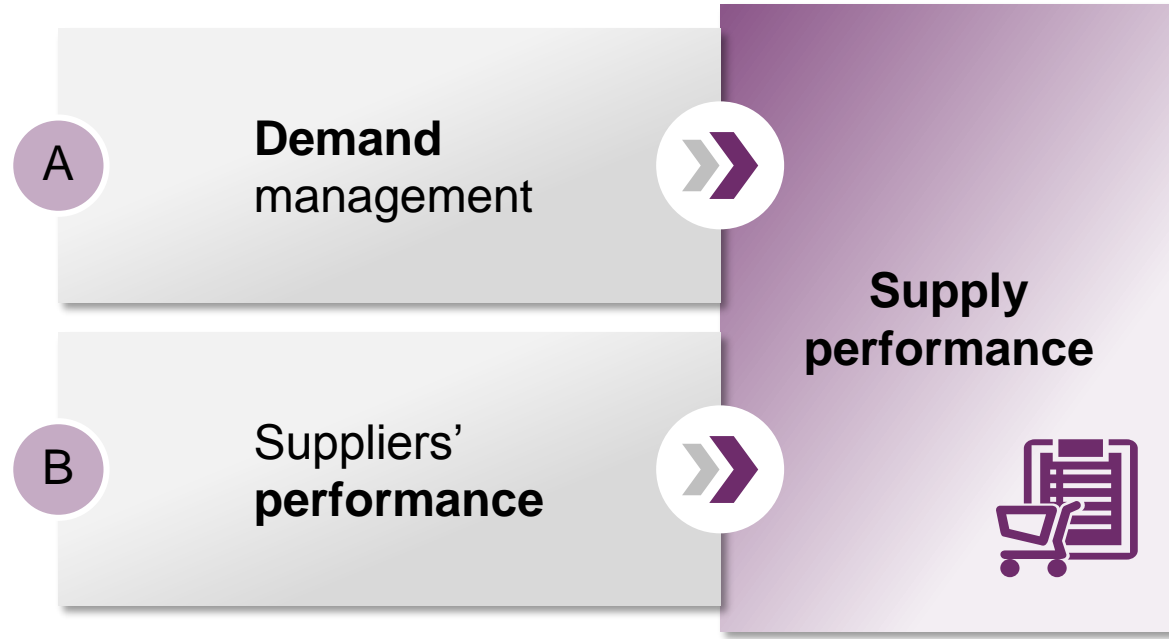 A
Demand
management
B
Suppliers’
performance
Supply
performance